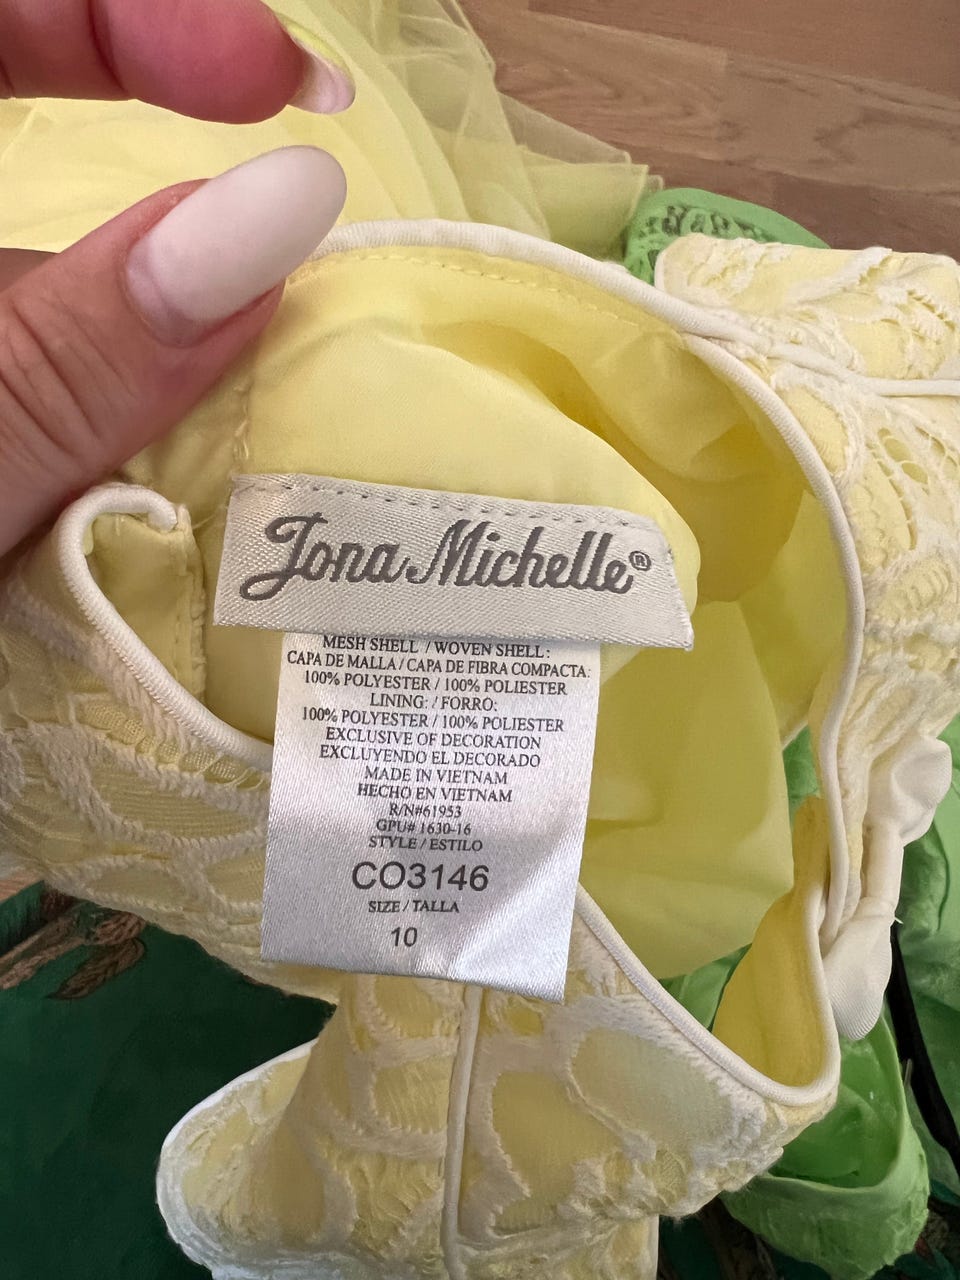 Jona Michelle®
MESH SHELL / WOVEN SHELL:
CAPA DE MALLA / CAPA DE FIBRA COMPACTA:
100% POLYESTER / 100% POLIESTER
LINING: / FORRO:
100% POLYESTER / 100% POLIESTER
EXCLUSIVE OF DECORATION
EXCLUYENDO EL DECORADO
MADE IN VIETNAM
HECHO EN VIETNAM
R/N#61953
GPU# 1630-16
STYLE / ESTILO
CO3146
SIZE / TALLA
10